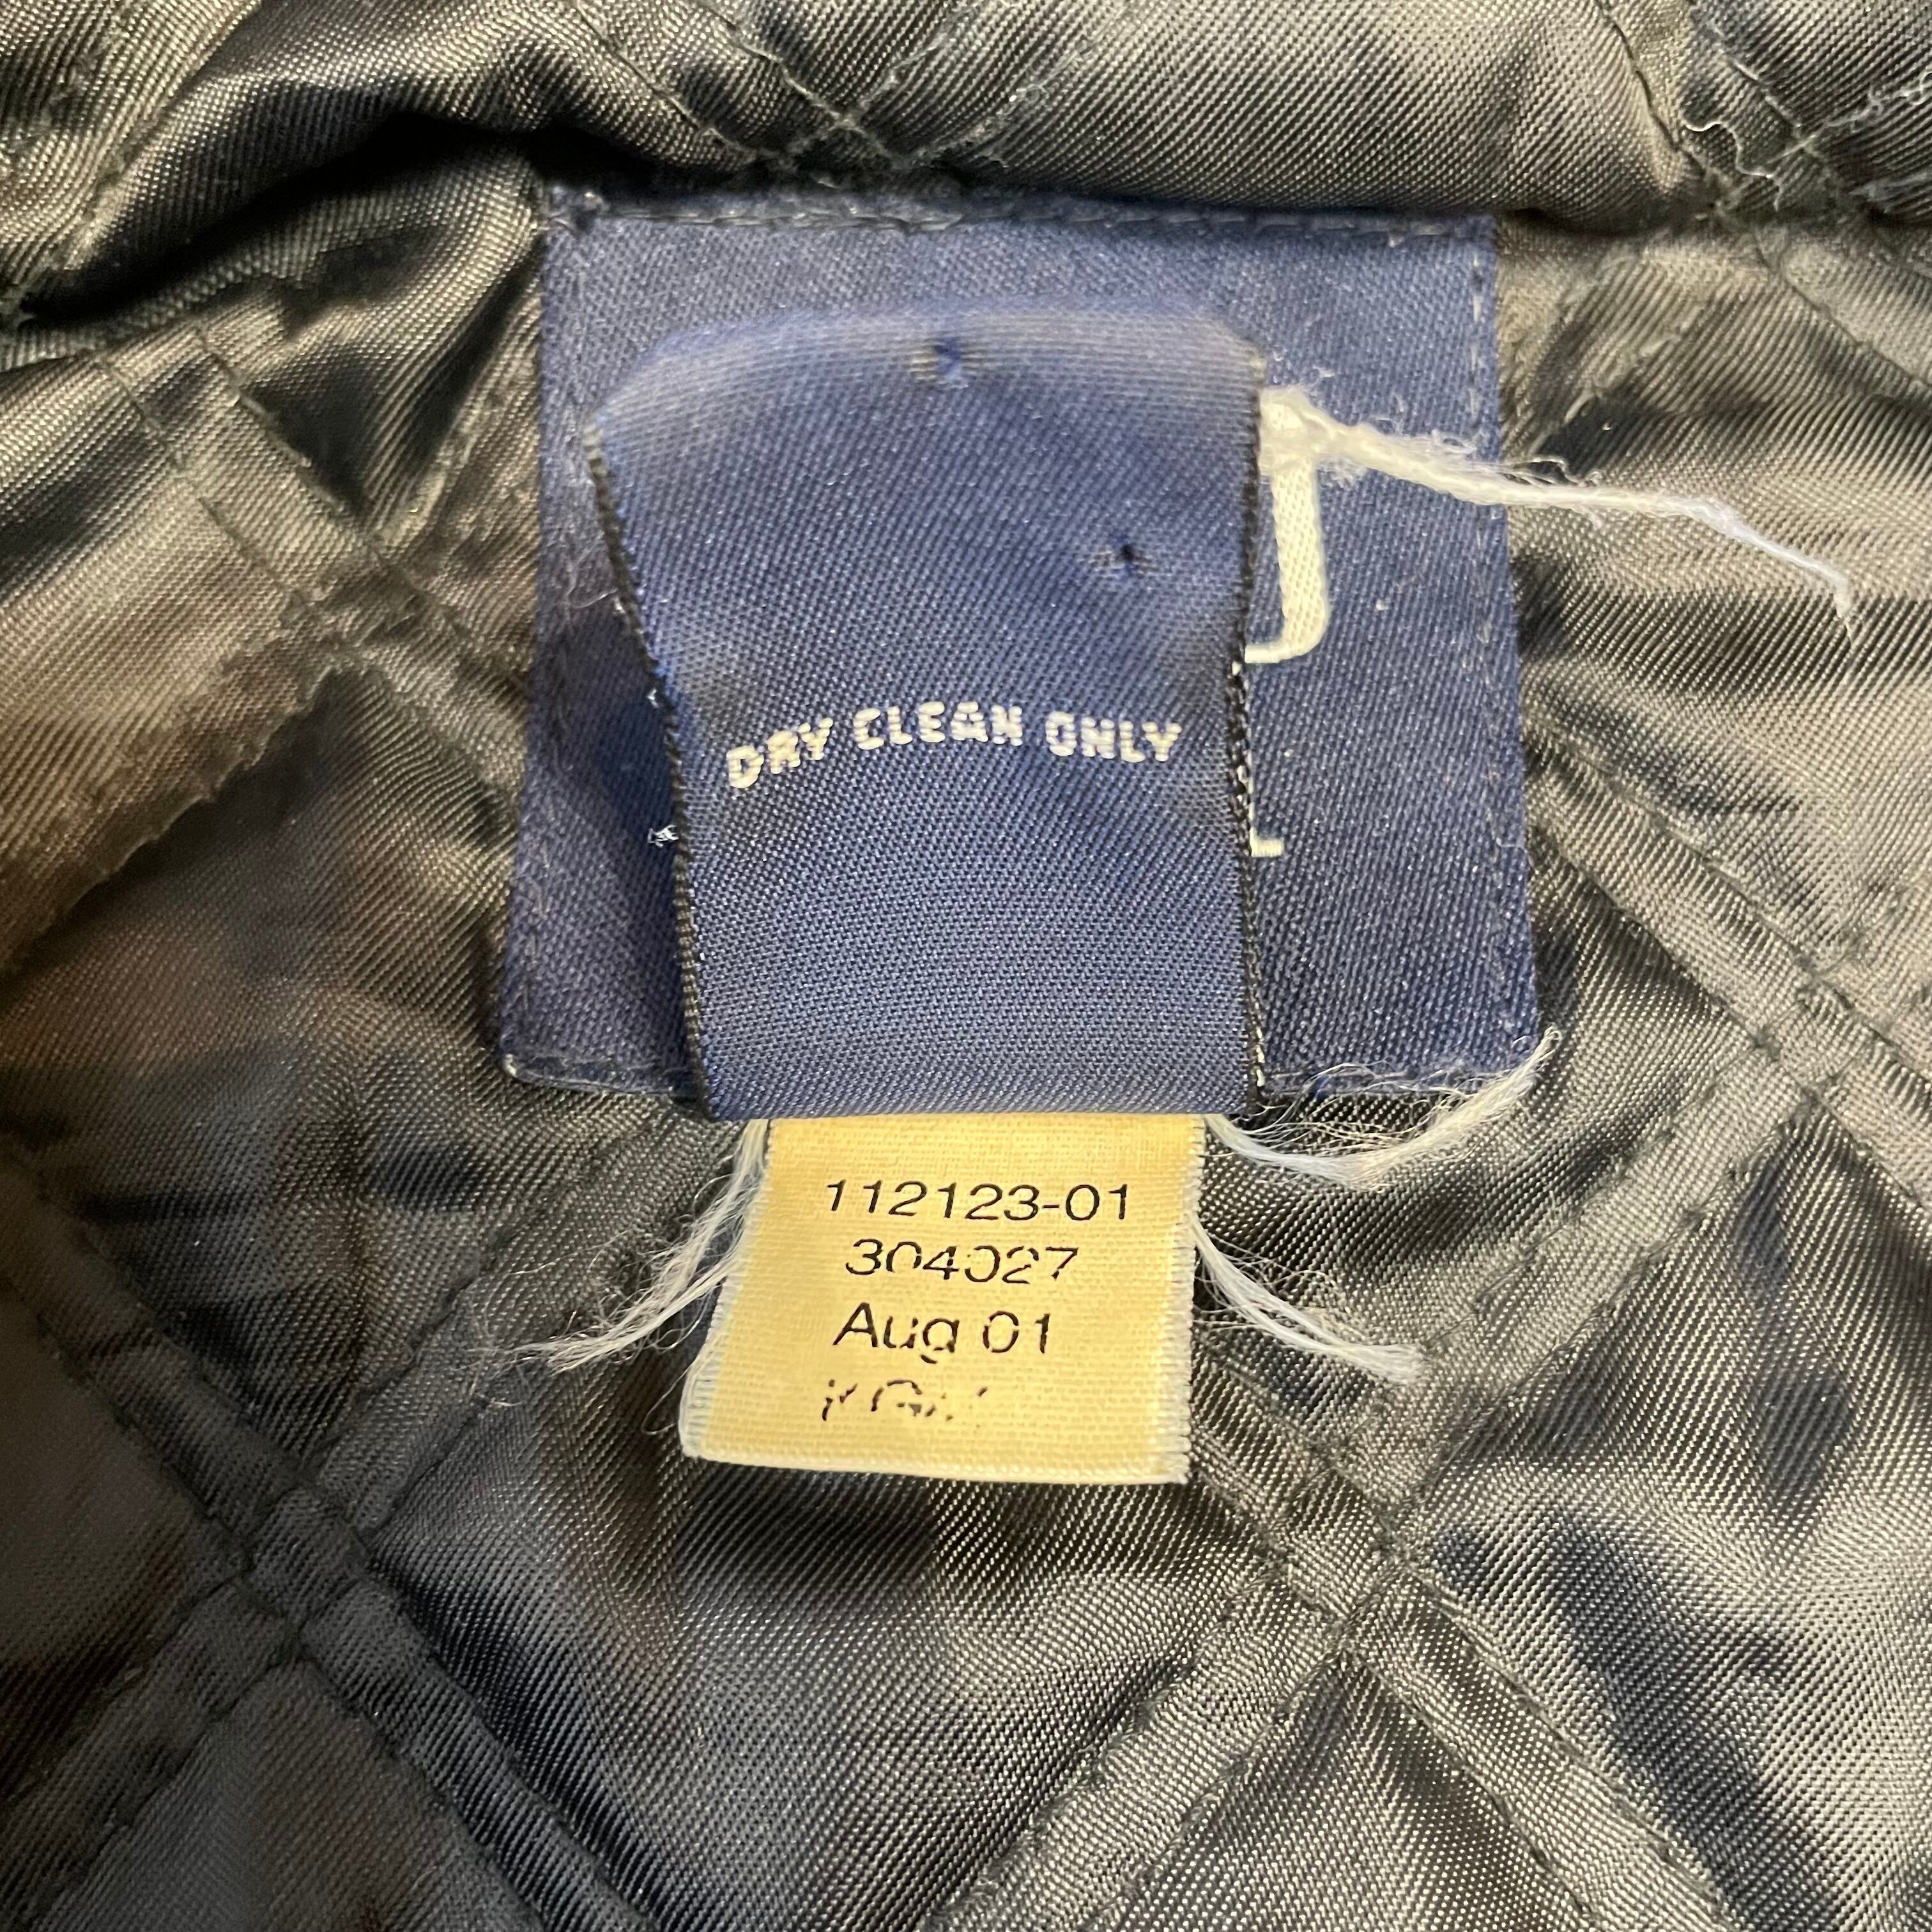 DRY CLEAN ONLY
L
112123-01
304027
Aug 01